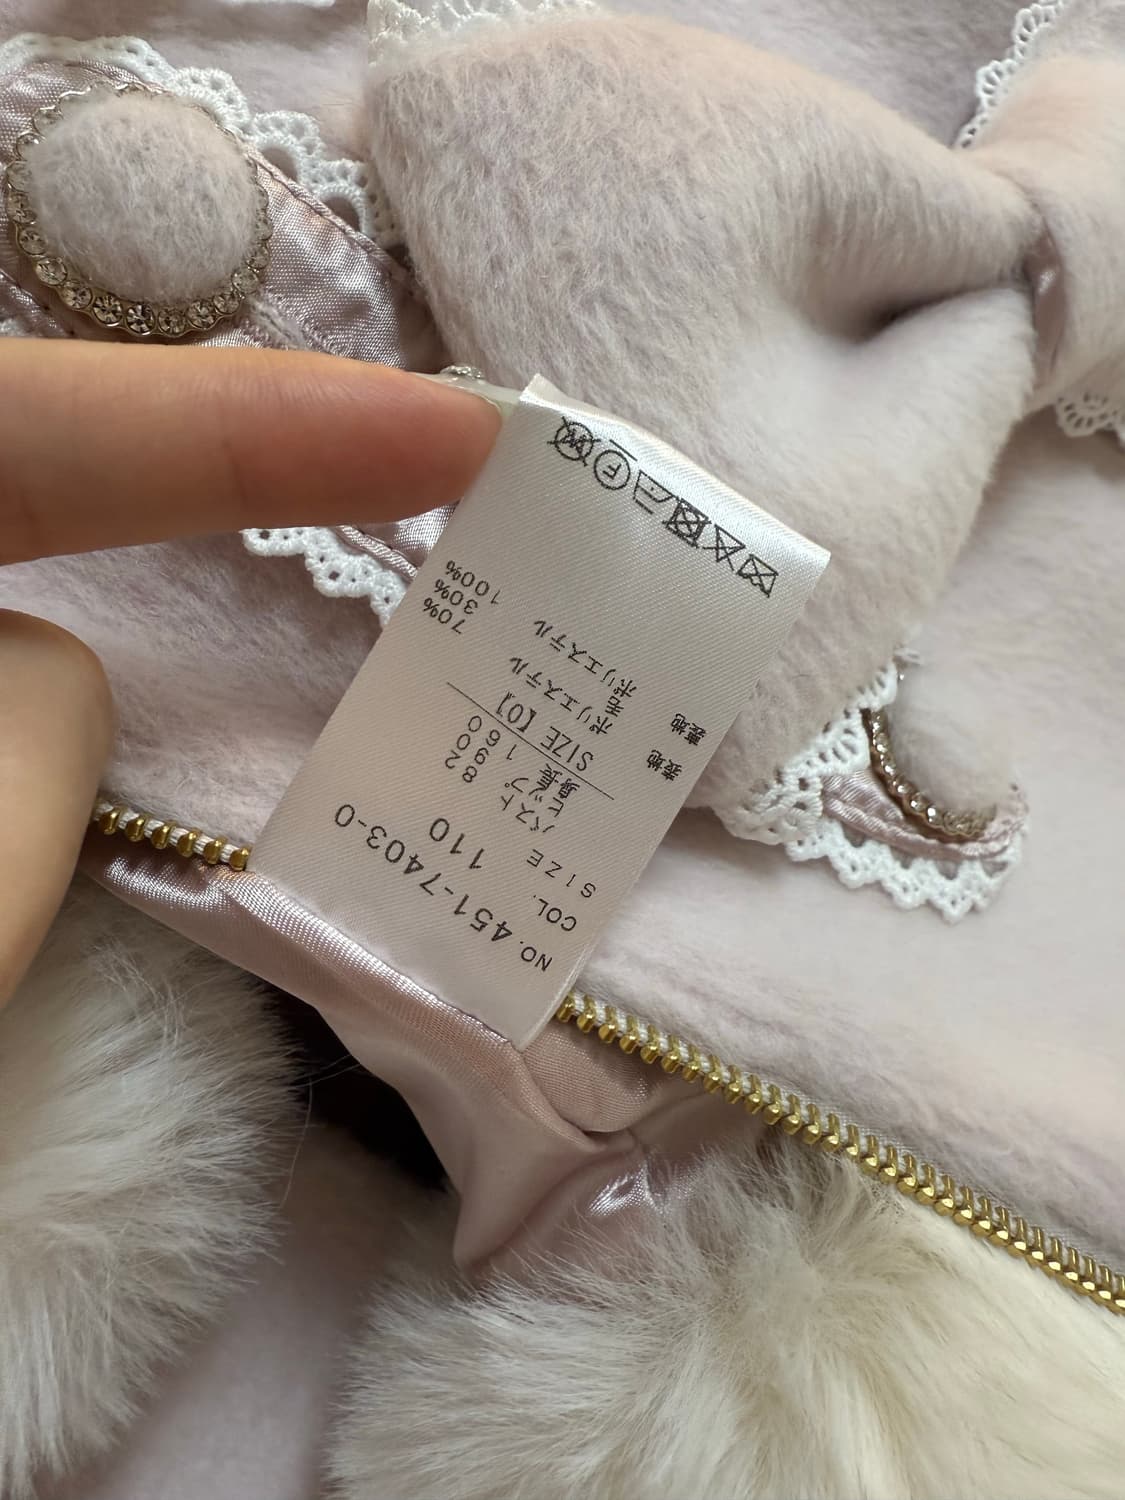 NO.451-7403-0
COL. 110
SIZE
バスト 82
ヒップ 90
身長 160
SIZE [0]
表地 ポリエステル 70%
毛 30%
裏地 ポリエステル 100%